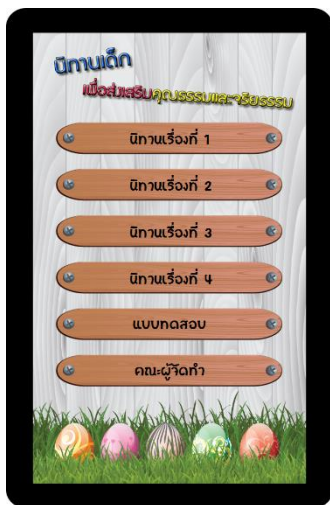 นิทานเด็ก
เพื่อส่งเสริมคุณธรรมและจริยธรรม
นิทานเรื่องที่ 1
นิทานเรื่องที่ 2
นิทานเรื่องที่ 3
นิทานเรื่องที่ 4
แบบทดสอบ
คณะผู้จัดทำ